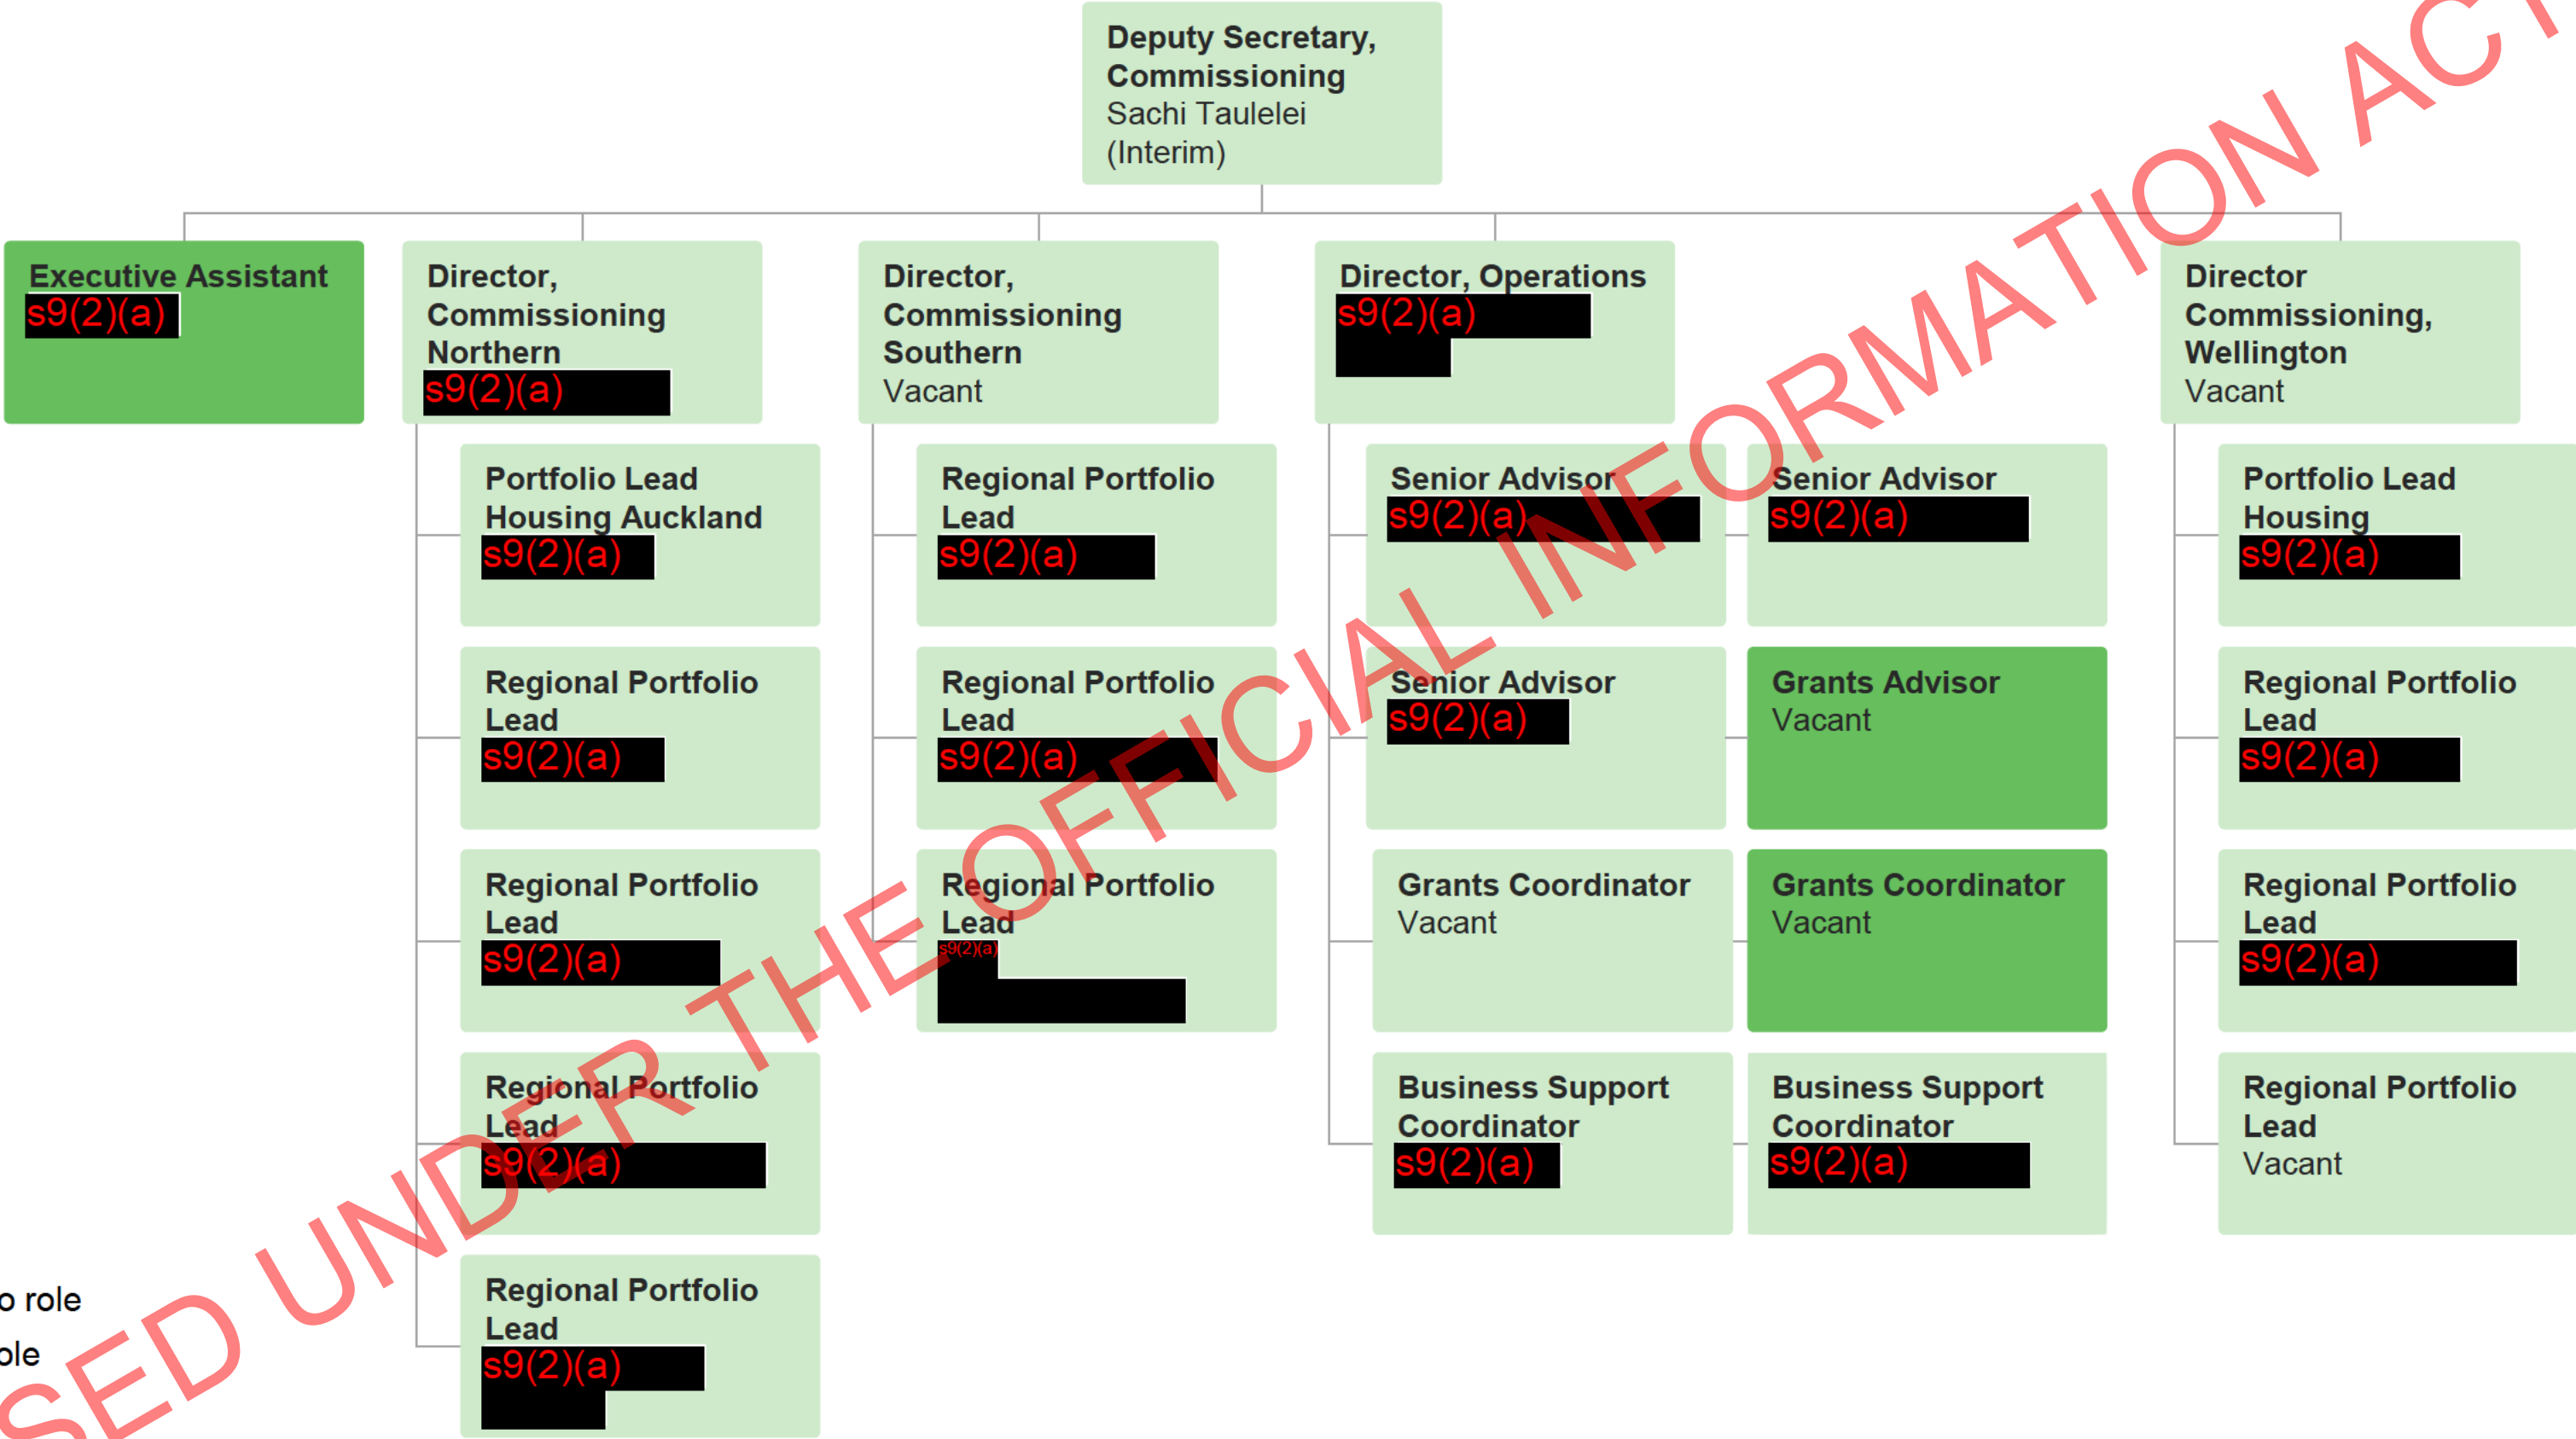 Deputy Secretary,
Commissioning
Sachi Taulelei
(Interim)
Executive Assistant
s9(2)(a)
Director,
Commissioning
Northern
s9(2)(a)
Director,
Commissioning
Southern
Vacant
Director, Operations
s9(2)(a)
Director
Commissioning,
Wellington
Vacant
Portfolio Lead
Housing Auckland
s9(2)(a)
Regional Portfolio
Lead
s9(2)(a)
Regional Portfolio
Lead
s9(2)(a)
Regional Portfolio
Lead
s9(2)(a)
Regional Portfolio
Lead
s9(2)(a)
Regional Portfolio
Lead
s9(2)(a)
Regional Portfolio
Lead
s9(2)(a)
Regional Portfolio
Lead
s9(2)(a)
Senior Advisor
s9(2)(a)
Senior Advisor
s9(2)(a)
Senior Advisor
s9(2)(a)
Grants Advisor
Vacant
Grants Coordinator
Vacant
Grants Coordinator
Vacant
Business Support
Coordinator
s9(2)(a)
Business Support
Coordinator
s9(2)(a)
Portfolio Lead
Housing
s9(2)(a)
Regional Portfolio
Lead
s9(2)(a)
Regional Portfolio
Lead
s9(2)(a)
Regional Portfolio
Lead
Vacant
o role
ole
SED UNDER THE OFFICIAL INFORMATION ACT